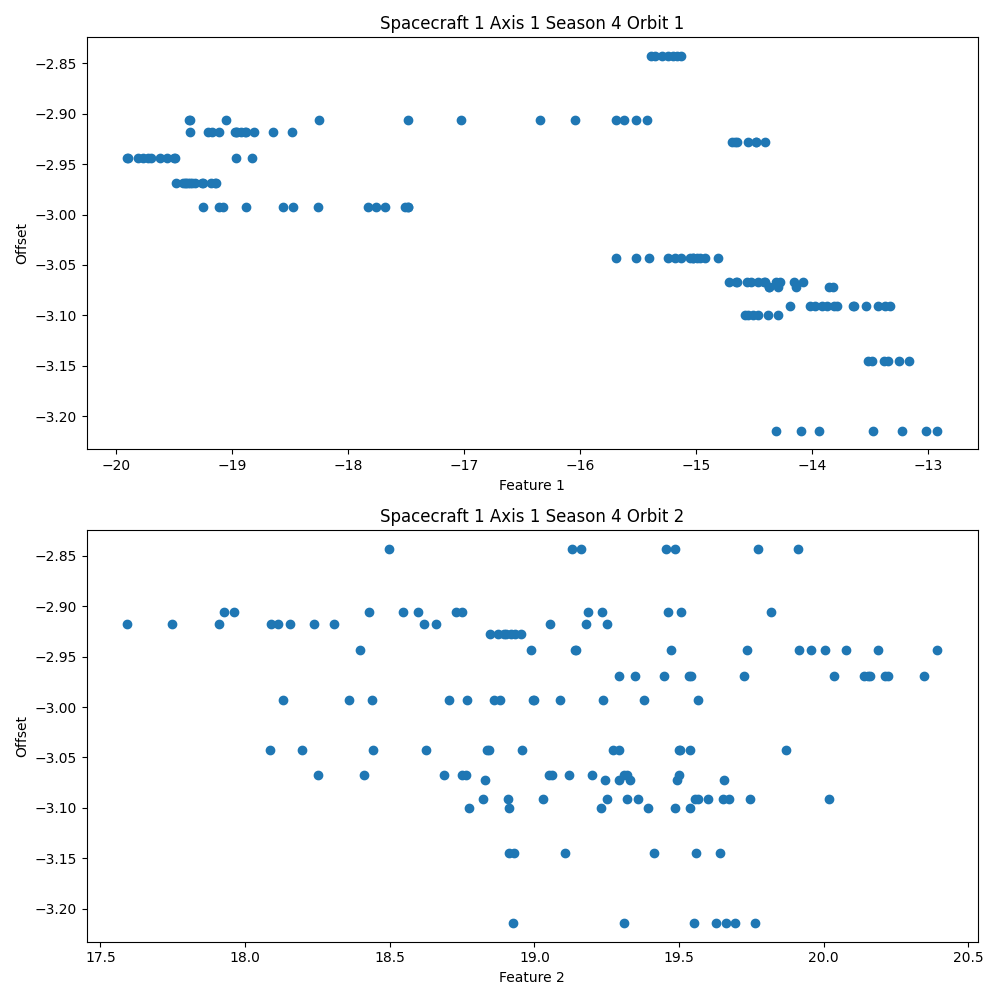 Spacecraft 1 Axis 1 Season 4 Orbit 1
−2.85
−2.90
−2.95
−3.00
−3.05
−3.10
−3.15
−3.20
Offset
−20 −19 −18 −17 −16 −15 −14 −13
Feature 1
Spacecraft 1 Axis 1 Season 4 Orbit 2
−2.85
−2.90
−2.95
−3.00
−3.05
−3.10
−3.15
−3.20
Offset
17.5 18.0 18.5 19.0 19.5 20.0 20.5
Feature 2